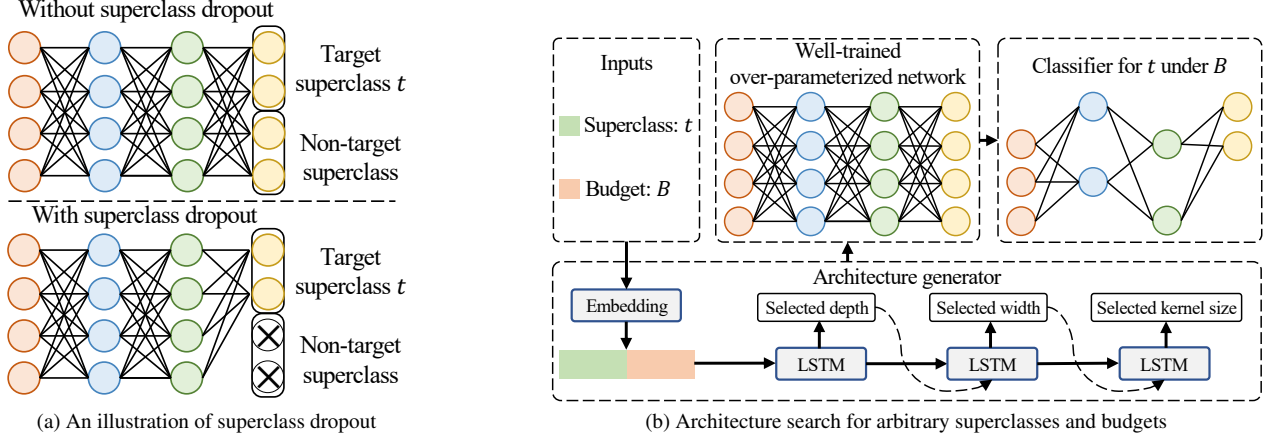 Without superclass dropout
Target
superclass t
Non-target
superclass
With superclass dropout
Target
superclass t
Non-target
superclass
(a) An illustration of superclass dropout
Inputs
Superclass: t
Budget: B
Well-trained
over-parameterized network
Classifier for t under B
Architecture generator
Embedding
Selected depth
Selected width
Selected kernel size
LSTM
LSTM
LSTM
(b) Architecture search for arbitrary superclasses and budgets